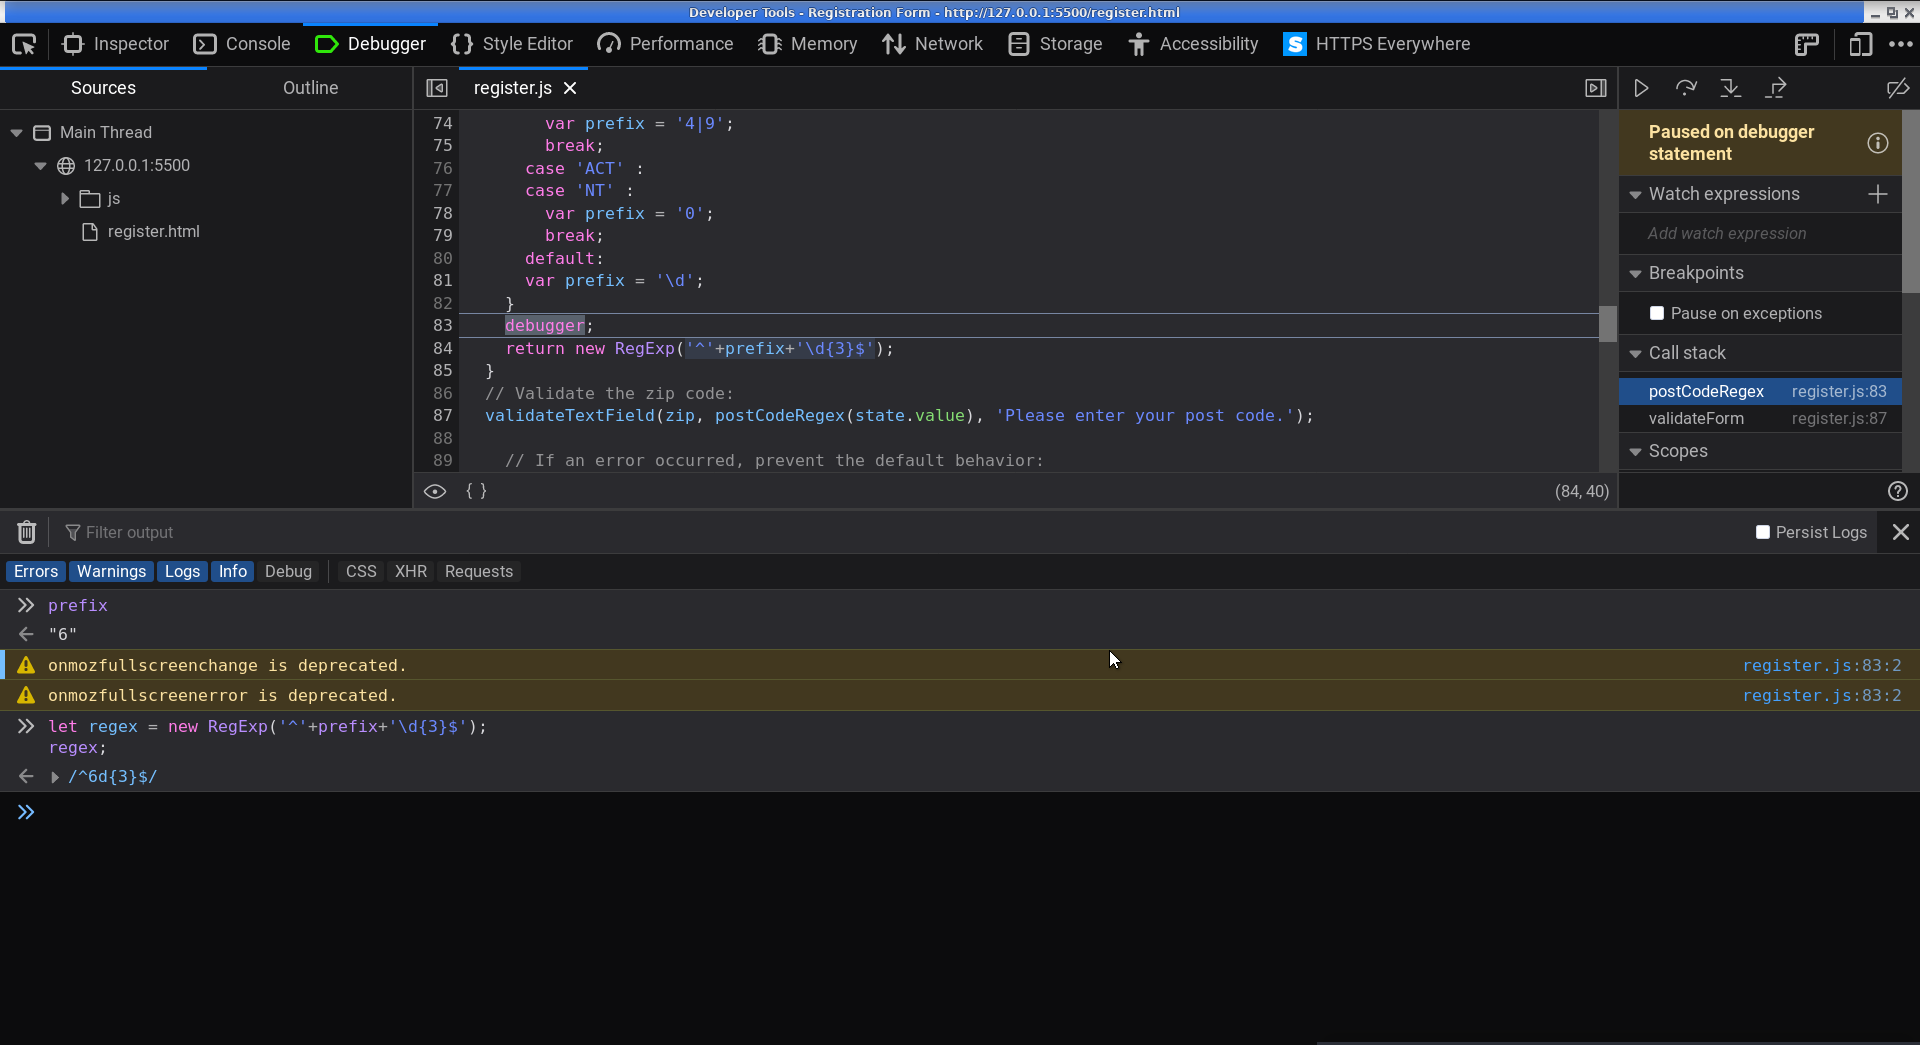 Developer Tools - Registration Form - http://127.0.0.1:5500/register.html
Inspector Console Debugger Style Editor Performance Memory Network Storage Accessibility HTTPS Everywhere
Sources Outline
Main Thread
127.0.0.1:5500
js
register.html
register.js
74 var prefix = '4|9';
75 break;
76 case 'ACT' :
77 case 'NT' :
78 var prefix = '0';
79 break;
80 default:
81 var prefix = '\d';
82 }
83 debugger;
84 return new RegExp('^'+prefix+'\d{3}$');
85 }
86 // Validate the zip code:
87 validateTextField(zip, postCodeRegex(state.value), 'Please enter your post code.');
88
89 // If an error occurred, prevent the default behavior:
{ } (84, 40)
Paused on debugger
statement
Watch expressions
Add watch expression
Breakpoints
Pause on exceptions
Call stack
postCodeRegex register.js:83
validateForm register.js:87
Scopes
Filter output Persist Logs
Errors Warnings Logs Info Debug CSS XHR Requests
prefix
"6"
onmozfullscreenchange is deprecated. register.js:83:2
onmozfullscreenerror is deprecated. register.js:83:2
let regex = new RegExp('^'+prefix+'\d{3}$');
regex;
/^6d{3}$/